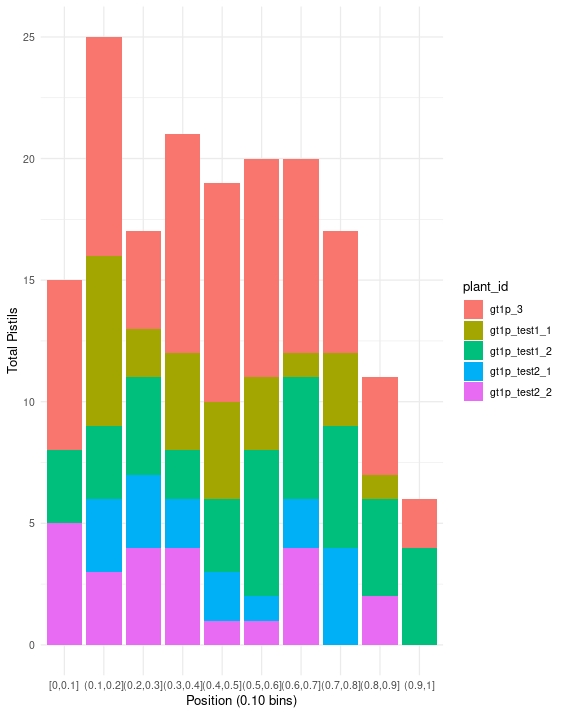 25
20
15
10
5
0
Total Pistils
[0,0.1] (0.1,0.2] (0.2,0.3] (0.3,0.4] (0.4,0.5] (0.5,0.6] (0.6,0.7] (0.7,0.8] (0.8,0.9] (0.9,1]
Position (0.10 bins)
plant_id
gt1p_3
gt1p_test1_1
gt1p_test1_2
gt1p_test2_1
gt1p_test2_2